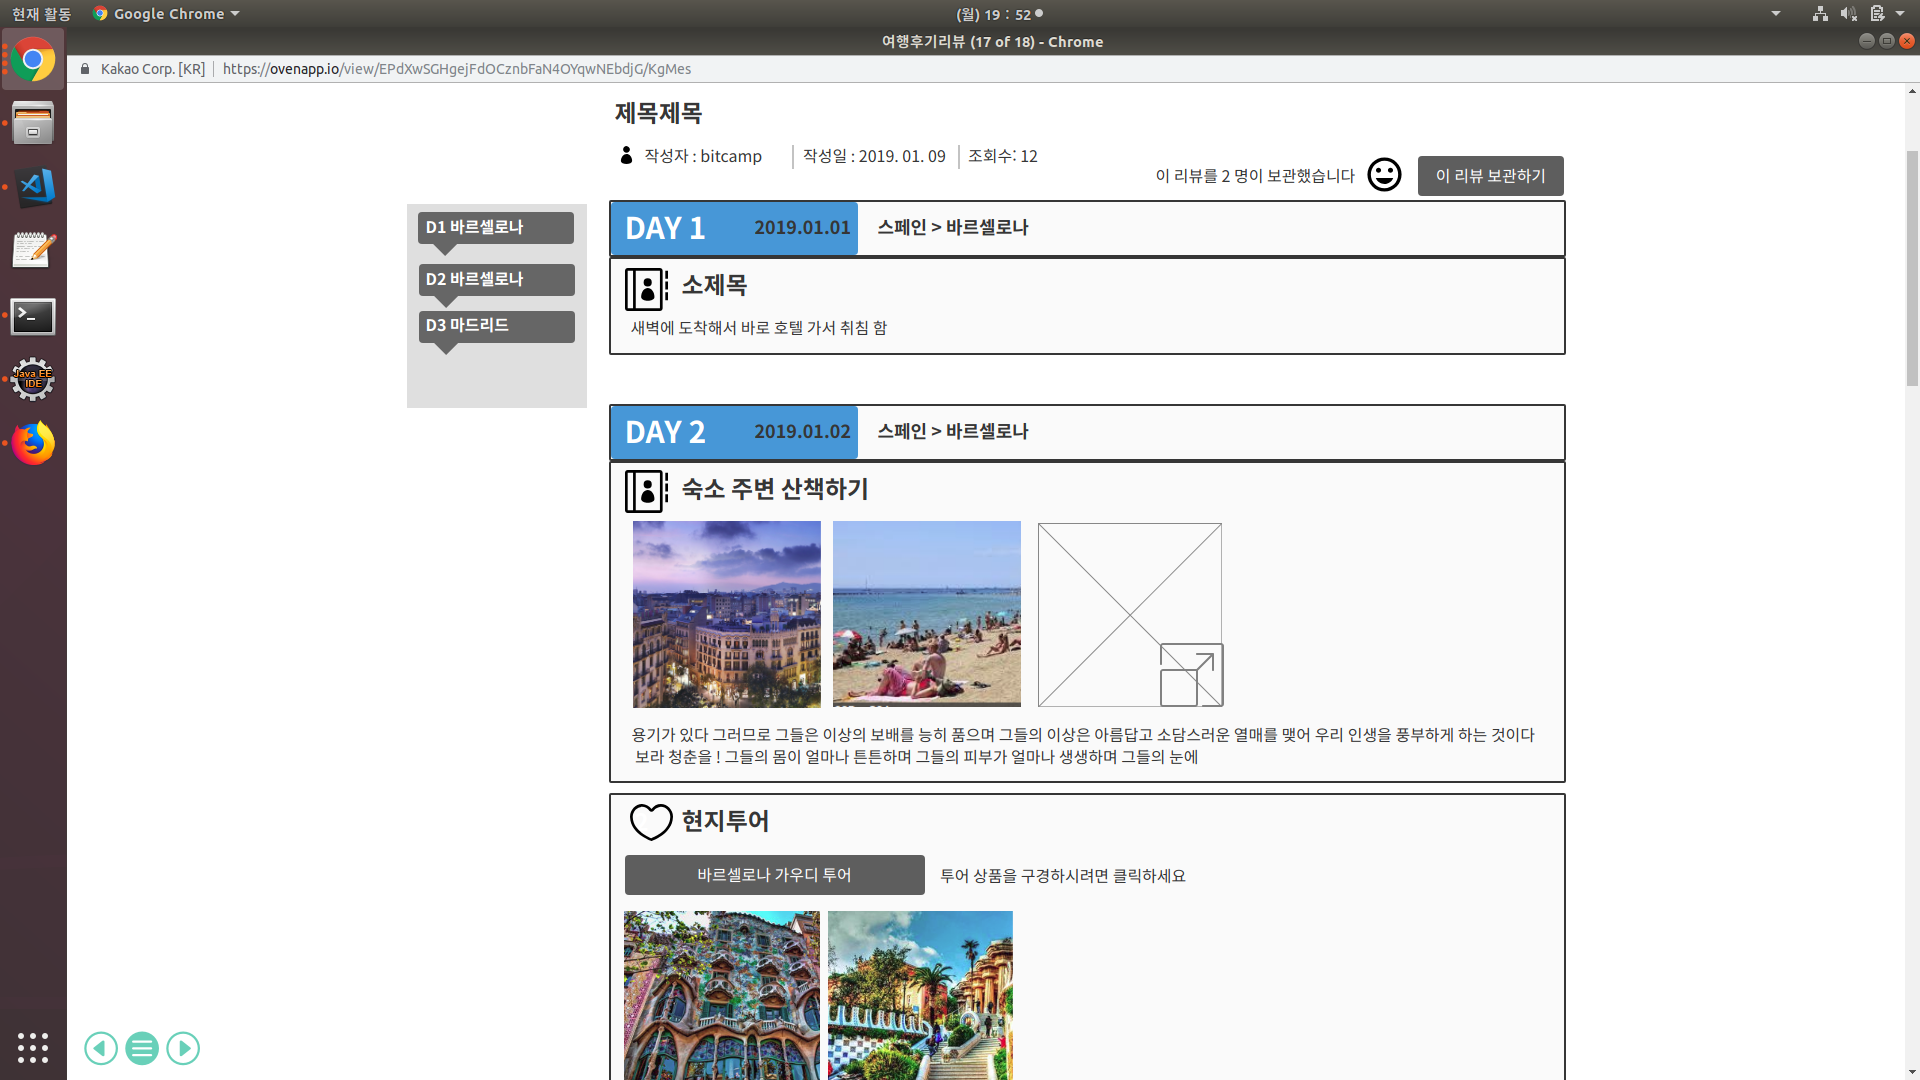 현재 활동
Google Chrome
(월) 19 : 52
여행후기리뷰 (17 of 18) - Chrome
Kakao Corp. [KR]
https://ovenapp.io/view/EPdXwSGHgejFdOCznbFaN4OYqwNEbdjG/KgMes
제목제목
작성자 : bitcamp
작성일 : 2019. 01. 09
조회수: 12
이 리뷰를 2 명이 보관했습니다
이 리뷰 보관하기
D1 바르셀로나
D2 바르셀로나
D3 마드리드
DAY 1
2019.01.01
스페인 > 바르셀로나
소제목
새벽에 도착해서 바로 호텔 가서 취침 함
DAY 2
2019.01.02
스페인 > 바르셀로나
숙소 주변 산책하기
용기가 있다 그러므로 그들은 이상의 보배를 능히 품으며 그들의 이상은 아름답고 소담스러운 열매를 맺어 우리 인생을 풍부하게 하는 것이다
보라 청춘을 ! 그들의 몸이 얼마나 튼튼하며 그들의 피부가 얼마나 생생하며 그들의 눈에
현지투어
바르셀로나 가우디 투어
투어 상품을 구경하시려면 클릭하세요
Java EE
IDE